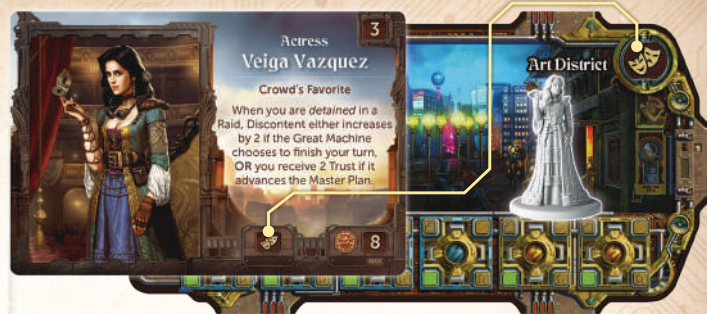 3
Actress
Veiga Vazquez
Crowd's Favorite
When you are detained in a
Raid, Discontent either increases
by 2 if the Great Machine
chooses to finish your turn,
OR you receive 2 Trust if it
advances the Master Plan.
8
MAX
Art District